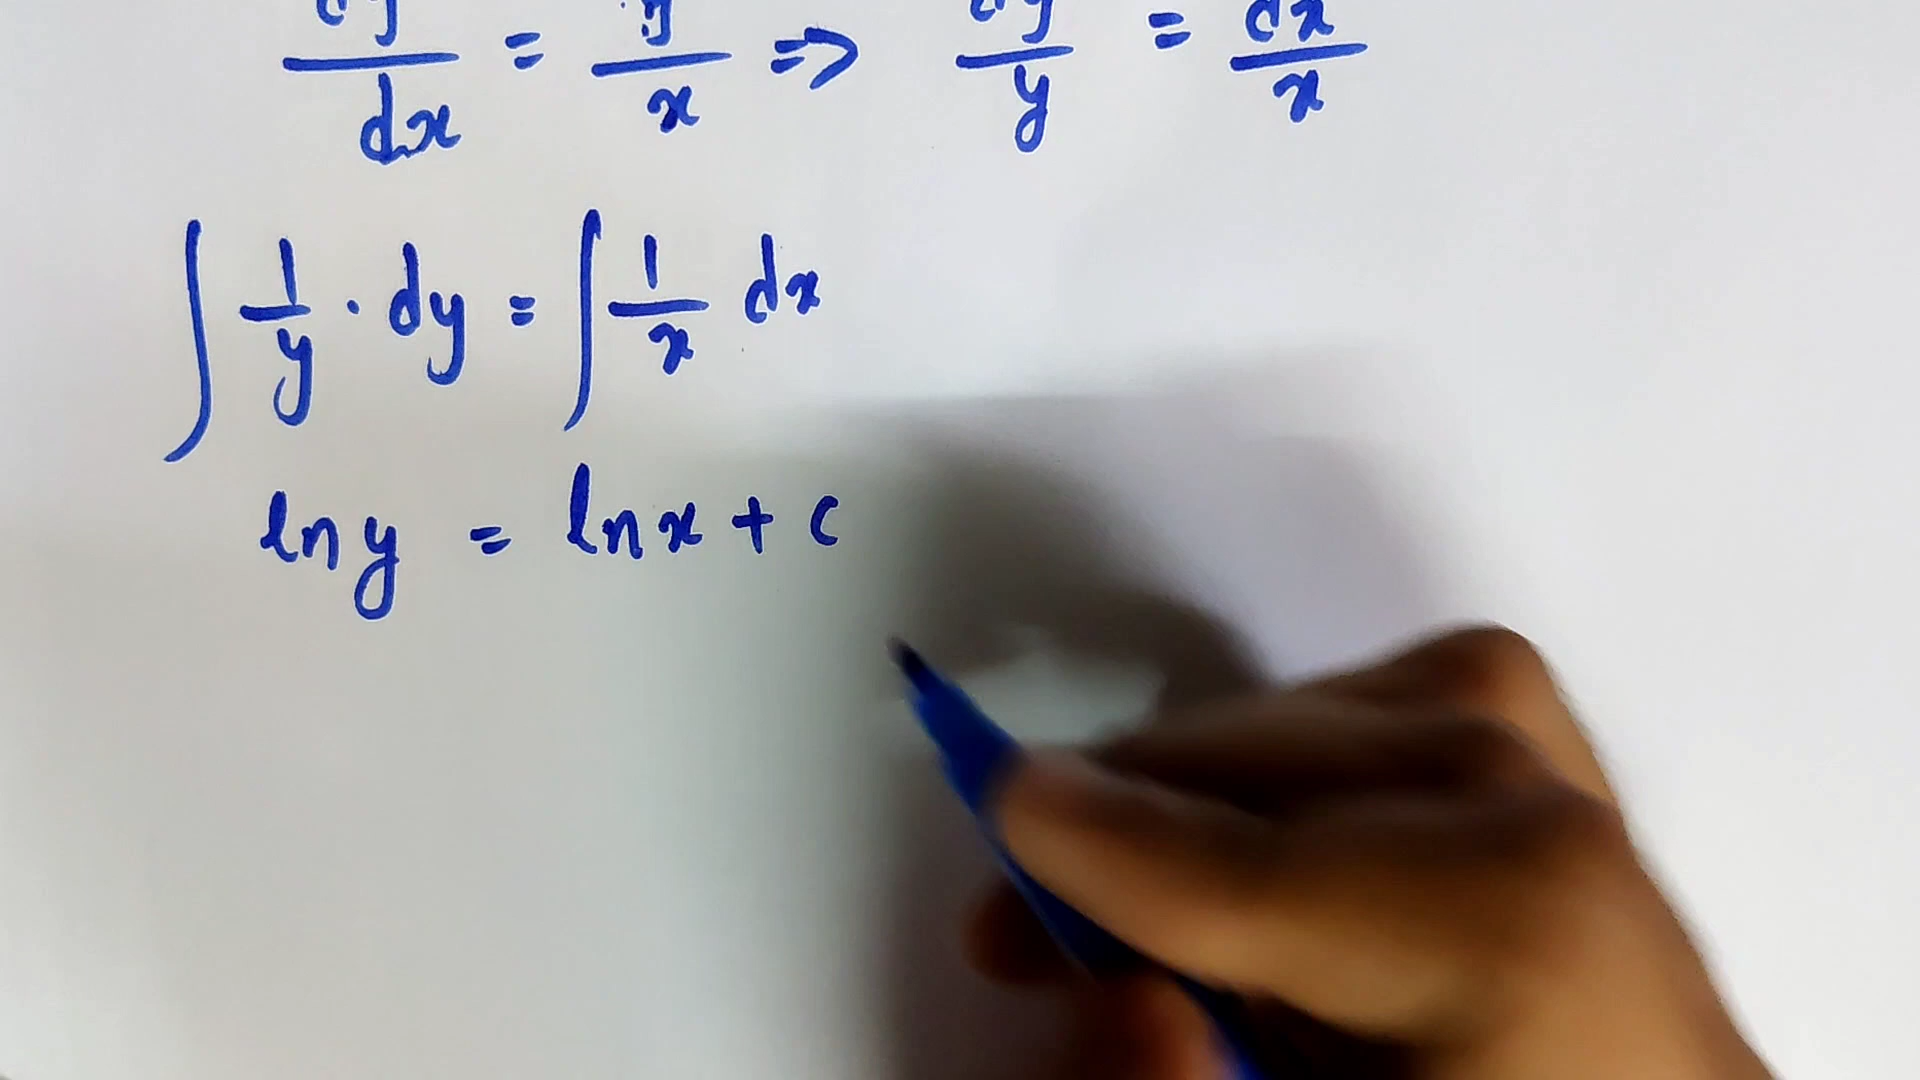 dy/dx = y/x ⇒ dy/y = dx/x
∫ 1/y · dy = ∫ 1/x dx
ln y = ln x + c